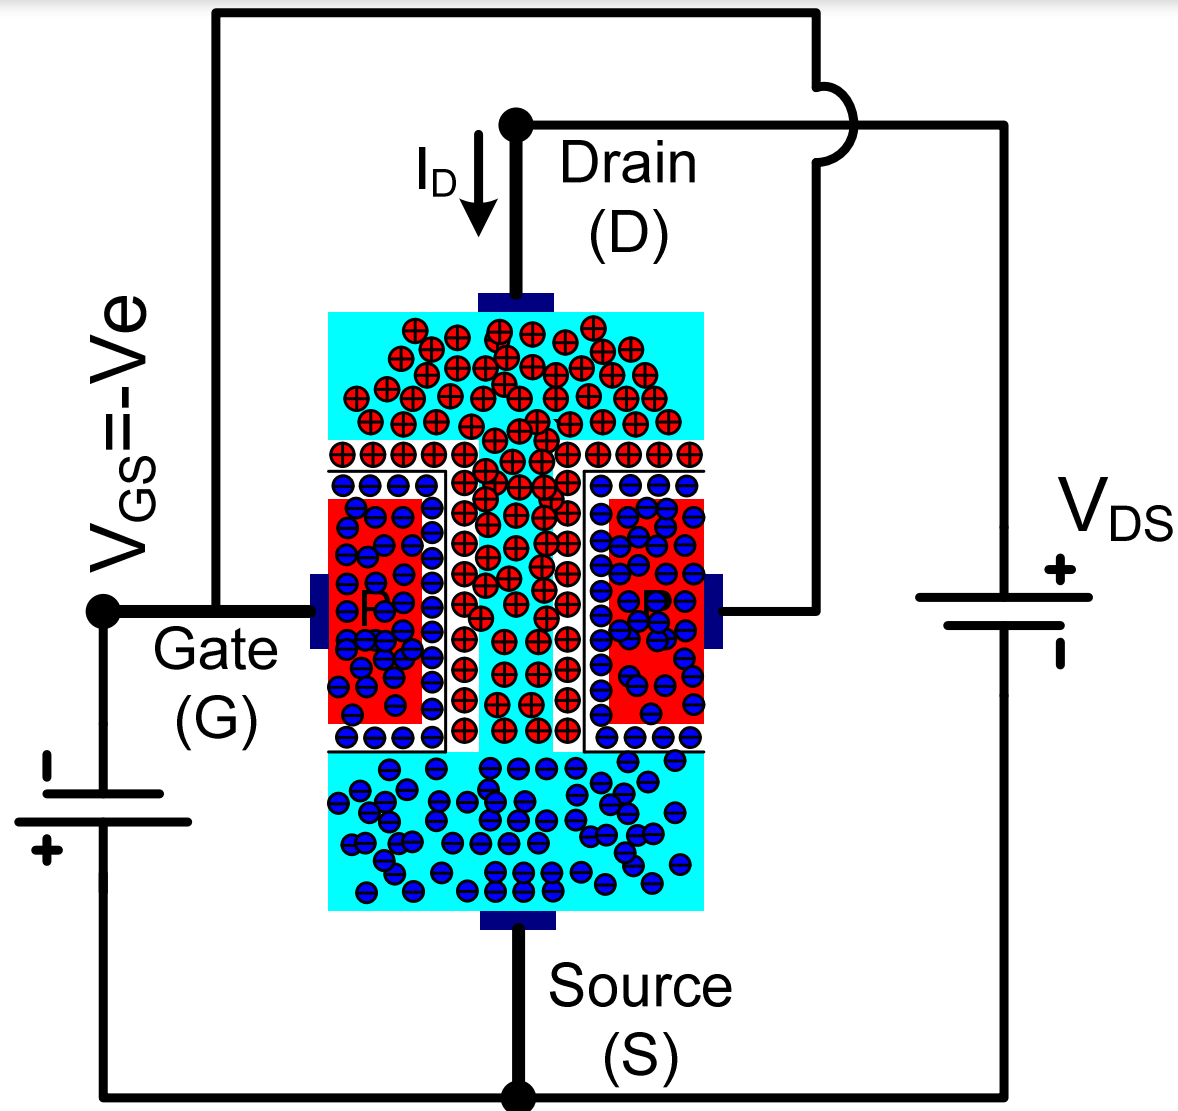 I_D
Drain
(D)
V_GS=-Ve
V_DS
+
-
P
P
Gate
(G)
-
+
Source
(S)